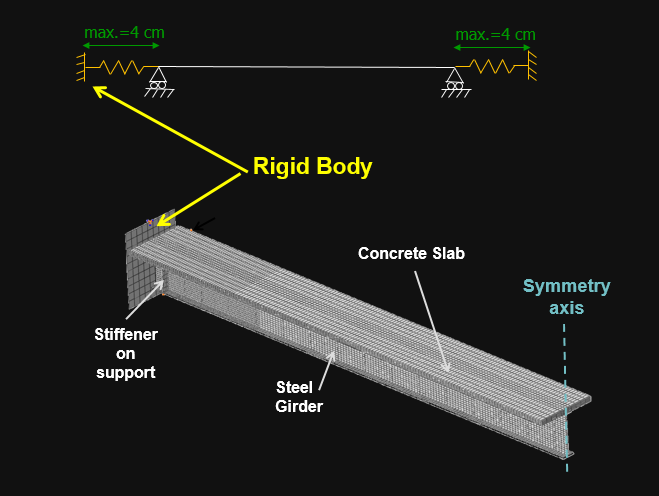 max.=4 cm
max.=4 cm
Rigid Body
Concrete Slab
Symmetry
axis
Stiffener
on
support
Steel
Girder